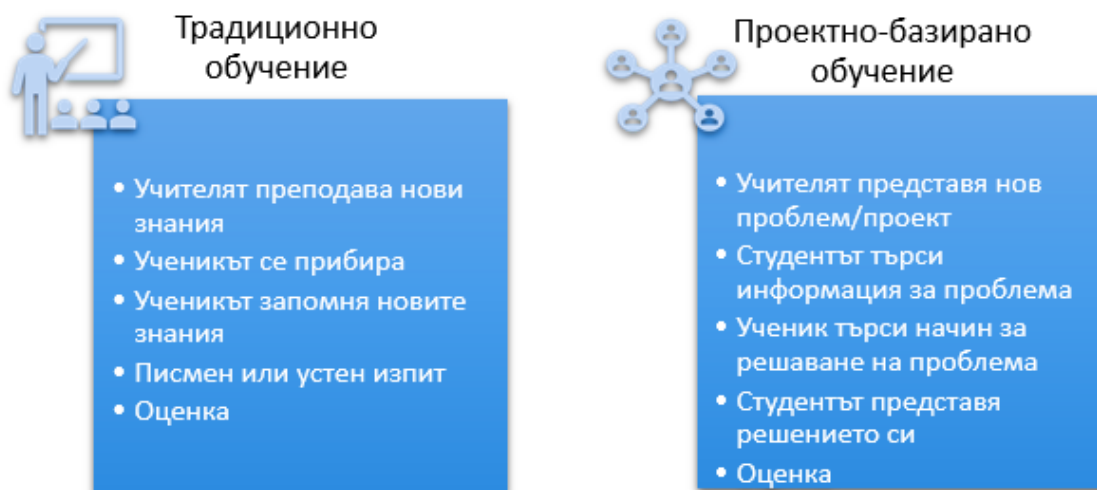 Традиционно
обучение
• Учителят преподава нови
знания
• Ученикът се прибира
• Ученикът запомня новите
знания
• Писмен или устен изпит
• Оценка
Проектно-базирано
обучение
• Учителят представя нов
проблем/проект
• Студентът търси
информация за проблема
• Ученик търси начин за
решаване на проблема
• Студентът представя
решението си
• Оценка